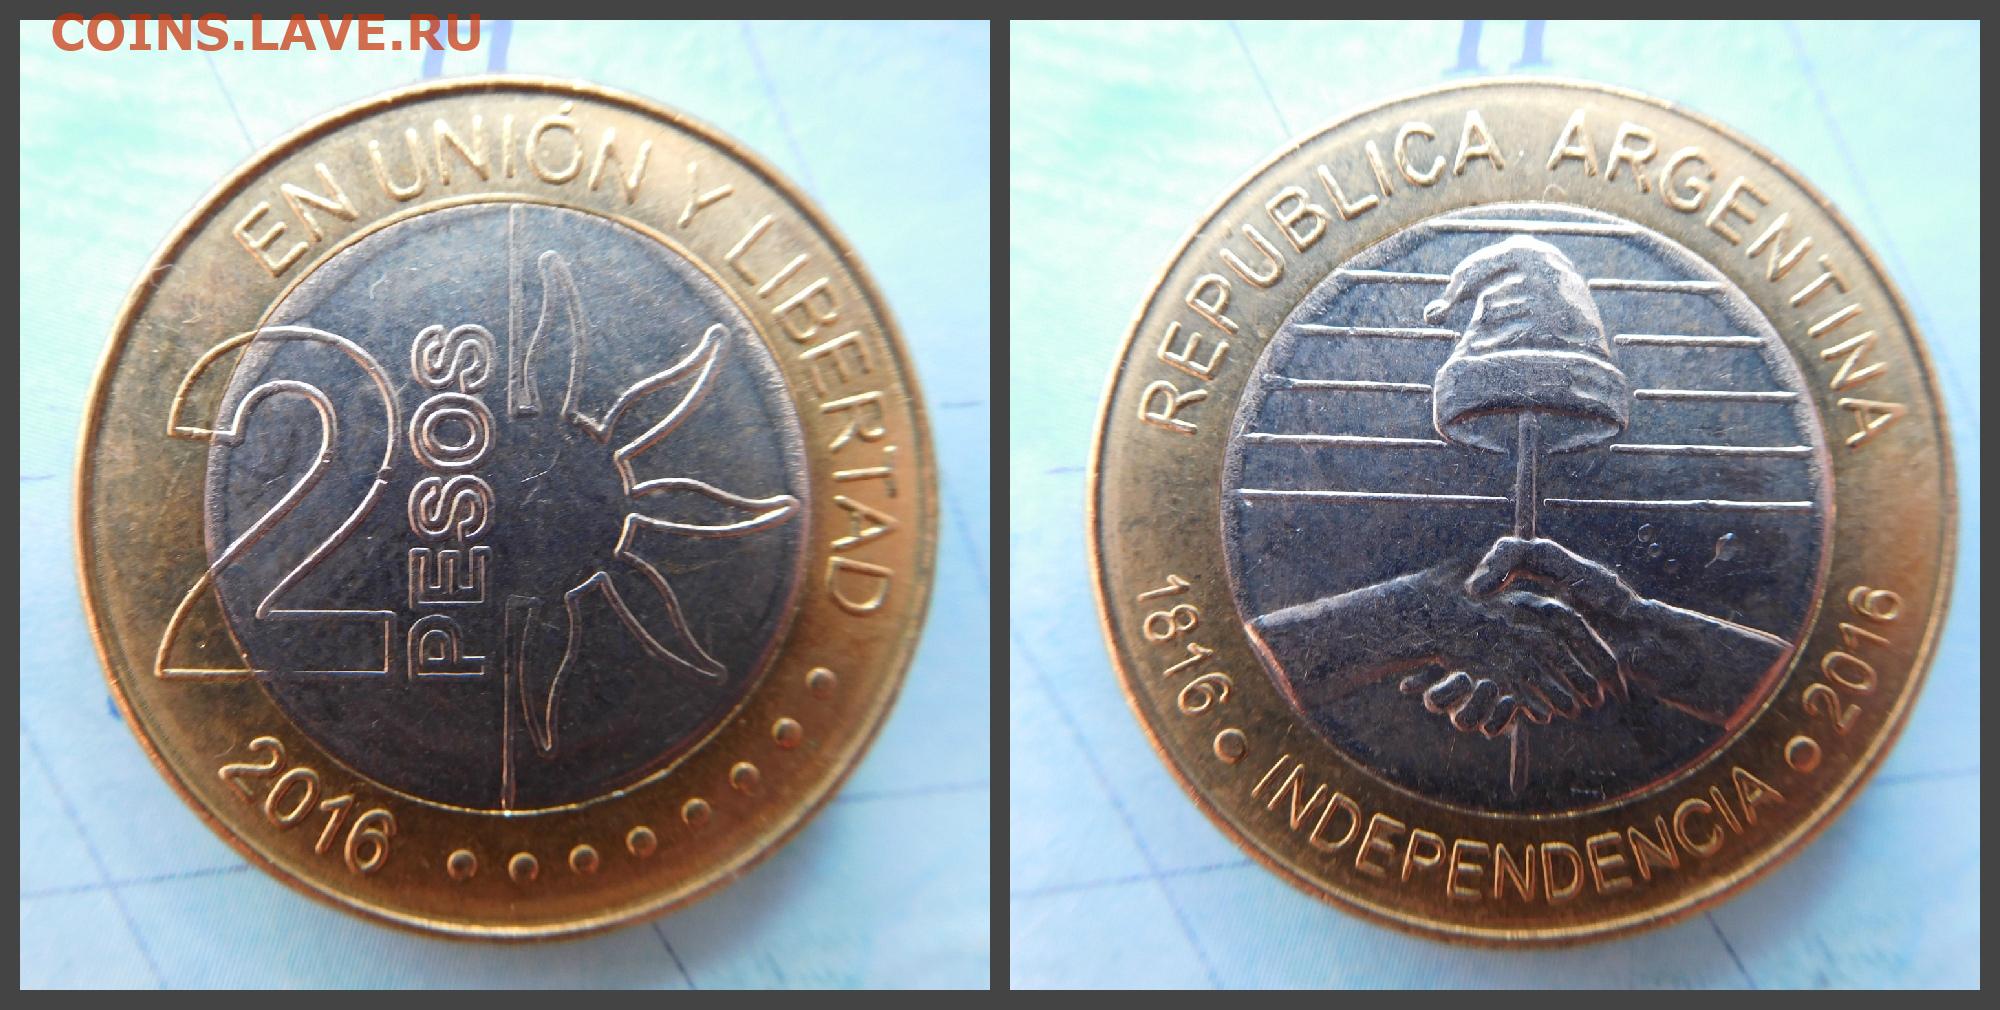 COINS.LAVE.RU
EN UNIÓN Y LIBERTAD
2
PESOS
2016
REPUBLICA ARGENTINA
1816 • INDEPENDENCIA • 2016